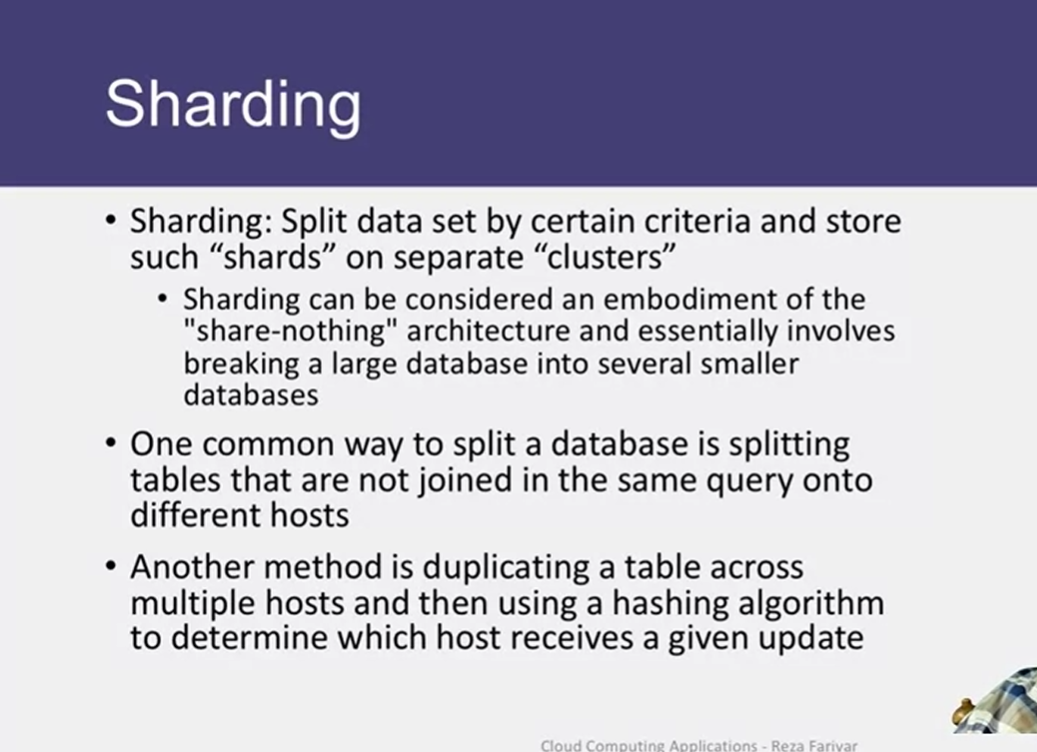 Sharding
• Sharding: Split data set by certain criteria and store
such “shards” on separate “clusters”
• Sharding can be considered an embodiment of the
"share-nothing" architecture and essentially involves
breaking a large database into several smaller
databases
• One common way to split a database is splitting
tables that are not joined in the same query onto
different hosts
• Another method is duplicating a table across
multiple hosts and then using a hashing algorithm
to determine which host receives a given update
Cloud Computing Applications - Reza Farivar